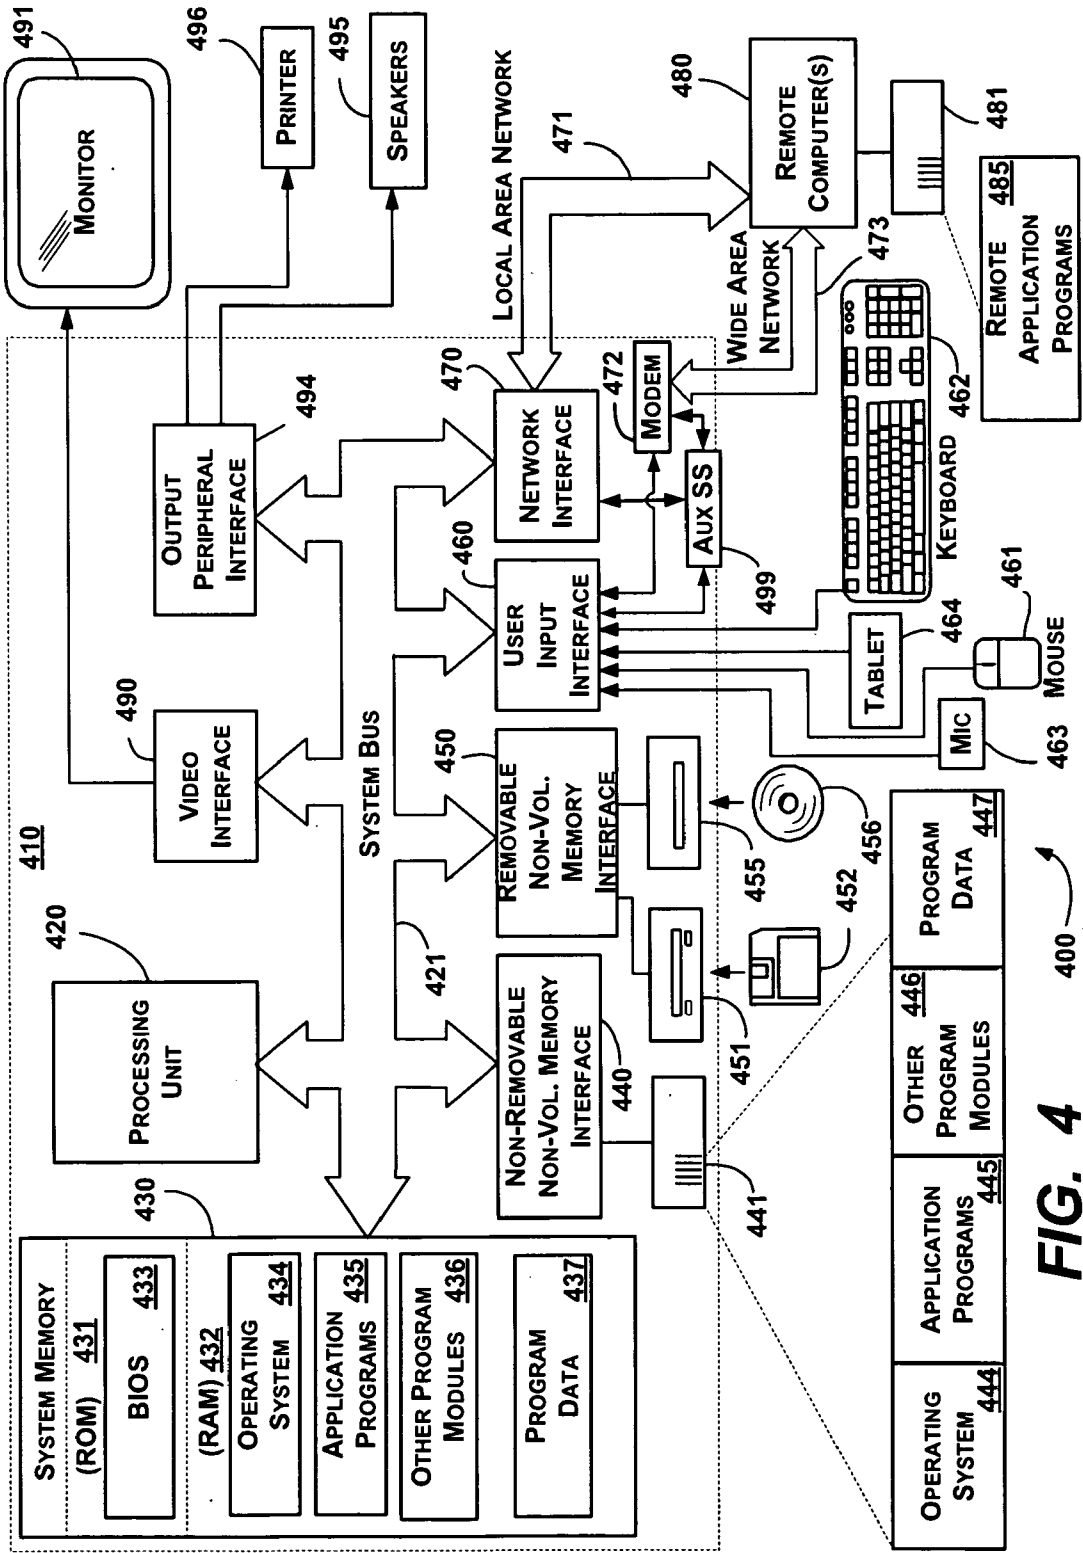 410
SYSTEM MEMORY
(ROM) 431
BIOS 433
(RAM) 432
OPERATING
SYSTEM 434
APPLICATION
PROGRAMS 435
OTHER PROGRAM
MODULES 436
PROGRAM
DATA 437
430
PROCESSING
UNIT
420
VIDEO
INTERFACE
490
OUTPUT
PERIPHERAL
INTERFACE
494
MONITOR
491
PRINTER
496
SPEAKERS
495
SYSTEM BUS
421
NON-REMOVABLE
NON-VOL. MEMORY
INTERFACE
440
REMOVABLE
NON-VOL.
MEMORY
INTERFACE
450
USER
INPUT
INTERFACE
460
NETWORK
INTERFACE
470
LOCAL AREA NETWORK
471
MODEM
472
AUX SS
499
WIDE AREA
NETWORK
473
REMOTE
COMPUTER(S)
480
481
REMOTE 485
APPLICATION
PROGRAMS
441
451
452
455
456
MIC
463
TABLET
464
MOUSE
461
KEYBOARD
462
OPERATING
SYSTEM 444
APPLICATION
PROGRAMS 445
OTHER 446
PROGRAM
MODULES
PROGRAM
DATA 447
400
FIG. 4